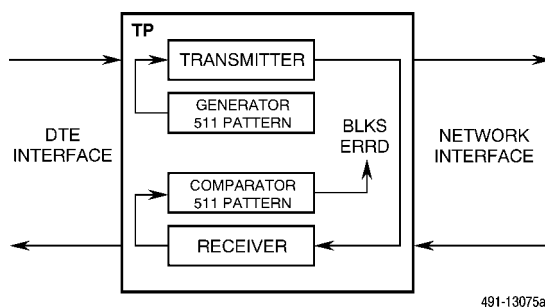 TP
TRANSMITTER
GENERATOR
511 PATTERN
DTE
INTERFACE
BLKS
ERRD
NETWORK
INTERFACE
COMPARATOR
511 PATTERN
RECEIVER
491-13075a